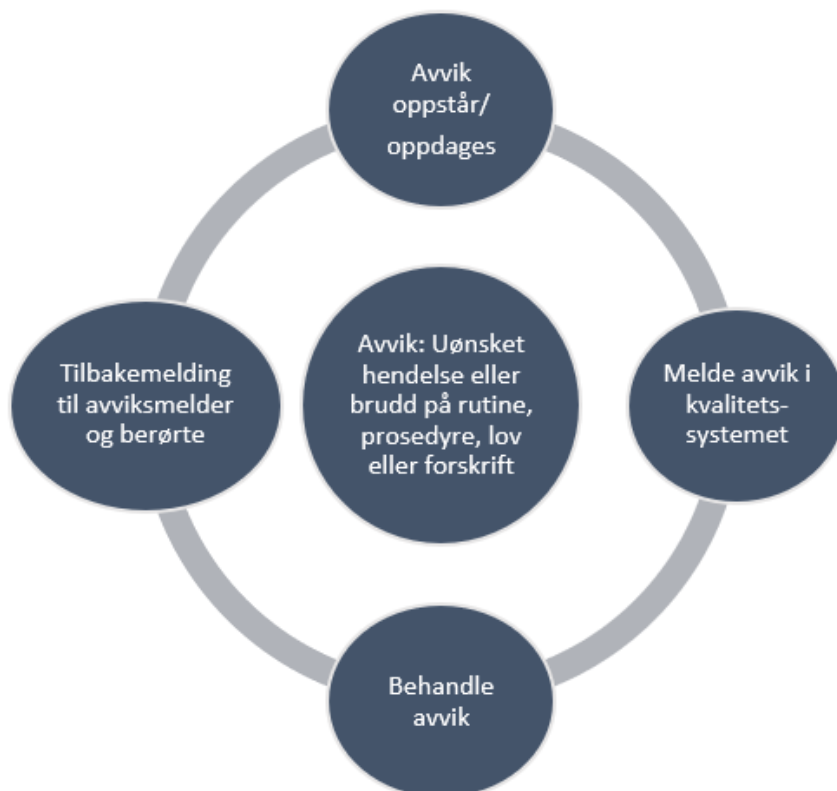 Avvik
oppstår/
oppdages
Avvik: Uønsket
hendelse eller
brudd på rutine,
prosedyre, lov
eller forskrift
Melde avvik i
kvalitets-
systemet
Behandle
avvik
Tilbakemelding
til avviksmelder
og berørte